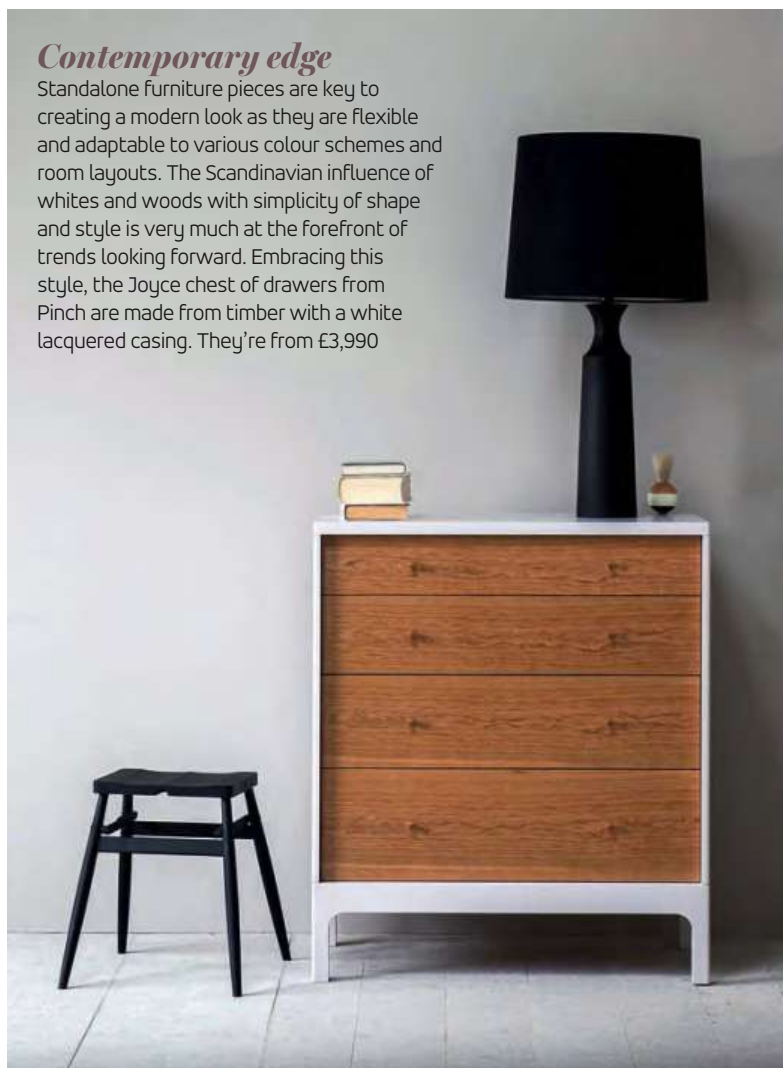 Contemporary edge
Standalone furniture pieces are key to
creating a modern look as they are flexible
and adaptable to various colour schemes and
room layouts. The Scandinavian influence of
whites and woods with simplicity of shape
and style is very much at the forefront of
trends looking forward. Embracing this
style, the Joyce chest of drawers from
Pinch are made from timber with a white
lacquered casing. They're from £3,990